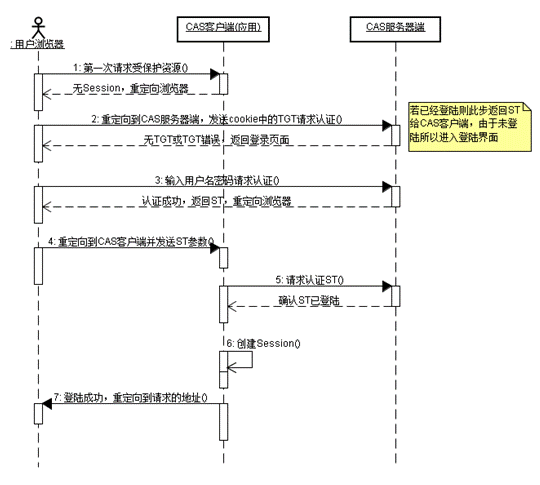 : 用户浏览器
CAS客户端(应用)
CAS服务器端
1: 第一次请求受保护资源()
无Session，重定向浏览器
2: 重定向到CAS服务器端，发送cookie中的TGT请求认证()
无TGT或TGT错误，返回登录页面
若已经登陆则此步返回ST
给CAS客户端，由于未登
陆所以进入登陆界面
3: 输入用户名密码请求认证()
认证成功，返回ST，重定向浏览器
4: 重定向到CAS客户端并发送ST参数()
5: 请求认证ST()
确认ST已登陆
6: 创建Session()
7: 登陆成功，重定向到请求的地址()